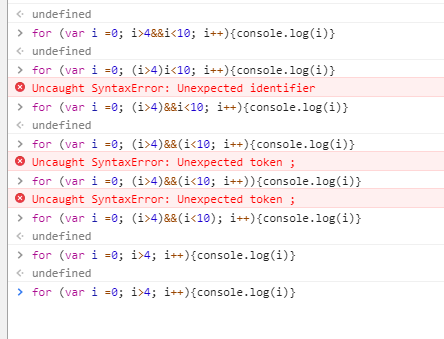 undefined
for (var i =0; i>4&&i<10; i++){console.log(i)}
undefined
for (var i =0; (i>4)i<10; i++){console.log(i)}
Uncaught SyntaxError: Unexpected identifier
for (var i =0; (i>4)&&i<10; i++){console.log(i)}
undefined
for (var i =0; (i>4)&&(i<10; i++){console.log(i)}
Uncaught SyntaxError: Unexpected token ;
for (var i =0; (i>4)&&(i<10; i++)){console.log(i)}
Uncaught SyntaxError: Unexpected token ;
for (var i =0; (i>4)&&(i<10); i++){console.log(i)}
undefined
for (var i =0; i>4; i++){console.log(i)}
undefined
for (var i =0; i>4; i++){console.log(i)}